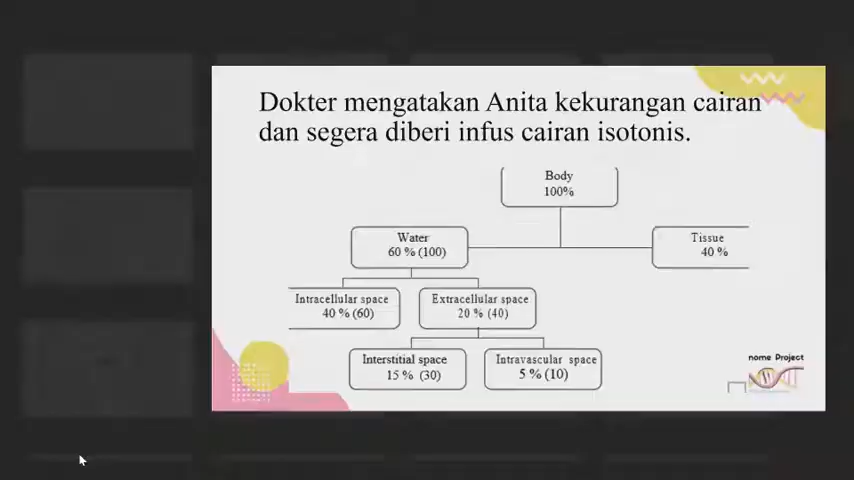 Dokter mengatakan Anita kekurangan cairan
dan segera diberi infus cairan isotonis.
Body
100%
Water
60 % (100)
Tissue
40 %
Intracellular space
40 % (60)
Extracellular space
20 % (40)
Interstitial space
15 % (30)
Intravascular space
5 % (10)
nome Project